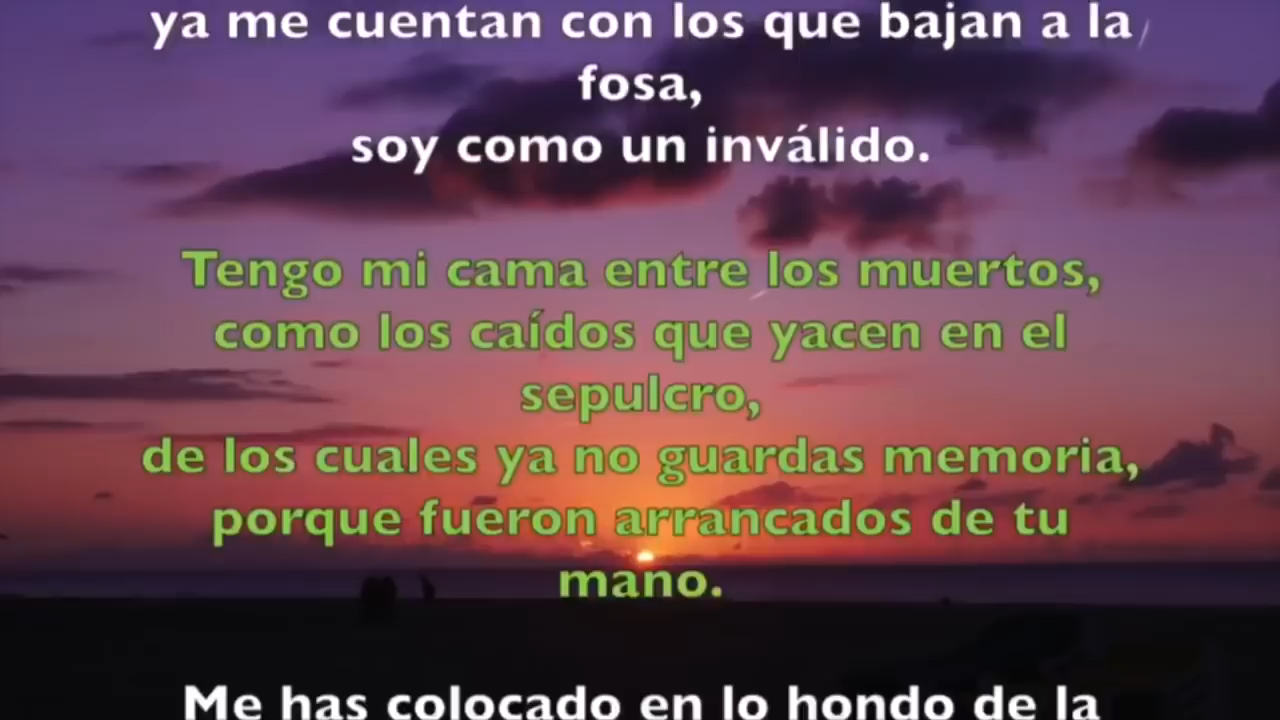 ya me cuentan con los que bajan a la
fosa,
soy como un inválido.
Tengo mi cama entre los muertos,
como los caídos que yacen en el
sepulcro,
de los cuales ya no guardas memoria,
porque fueron arrancados de tu
mano.
Me has colocado en lo hondo de la